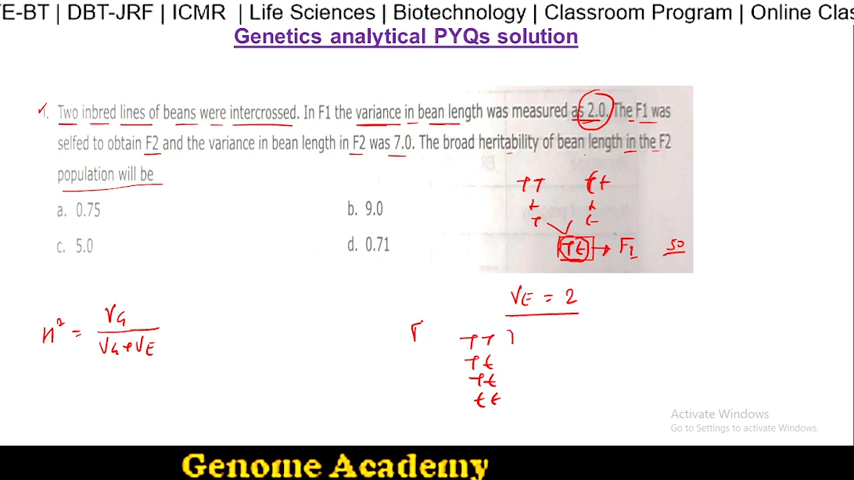 TE-BT | DBT-JRF | ICMR | Life Sciences | Biotechnology | Classroom Program | Online Clas
Genetics analytical PYQs solution
Two inbred lines of beans were intercrossed. In F1 the variance in bean length was measured as 2.0. The F1 was
selfed to obtain F2 and the variance in bean length in F2 was 7.0. The broad heritability of bean length in the F2
population will be
a. 0.75
b. 9.0
c. 5.0
d. 0.71
TT tt
T t
Tt → F1 50
VE = 2
H² = VG / VG+VE
TT
Tt
Tt
tt
Activate Windows
Go to Settings to activate Windows.
Genome Academy